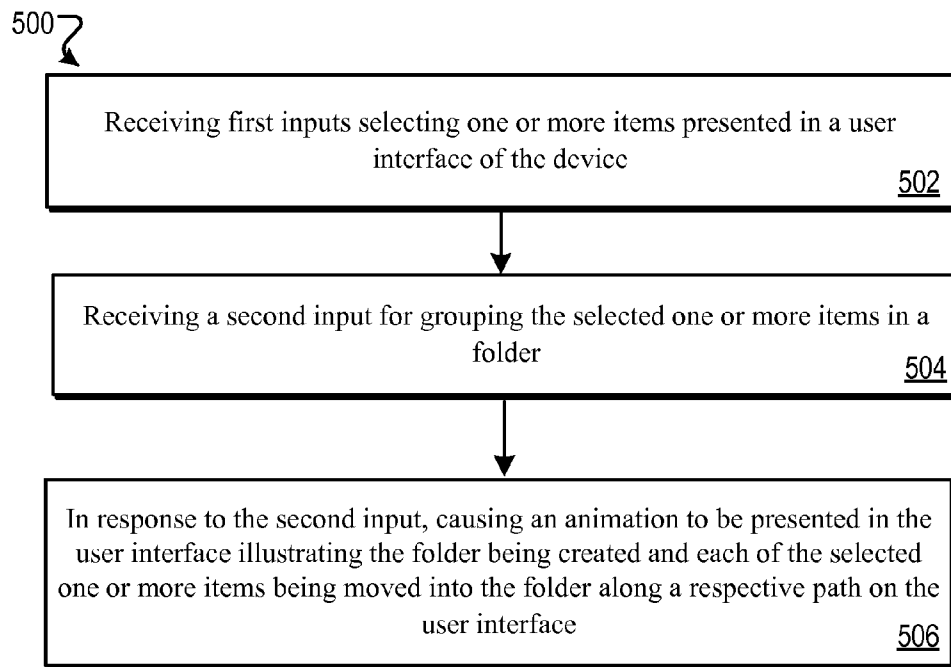 500
Receiving first inputs selecting one or more items presented in a user
interface of the device
502
Receiving a second input for grouping the selected one or more items in a
folder
504
In response to the second input, causing an animation to be presented in the
user interface illustrating the folder being created and each of the selected
one or more items being moved into the folder along a respective path on the
user interface
506